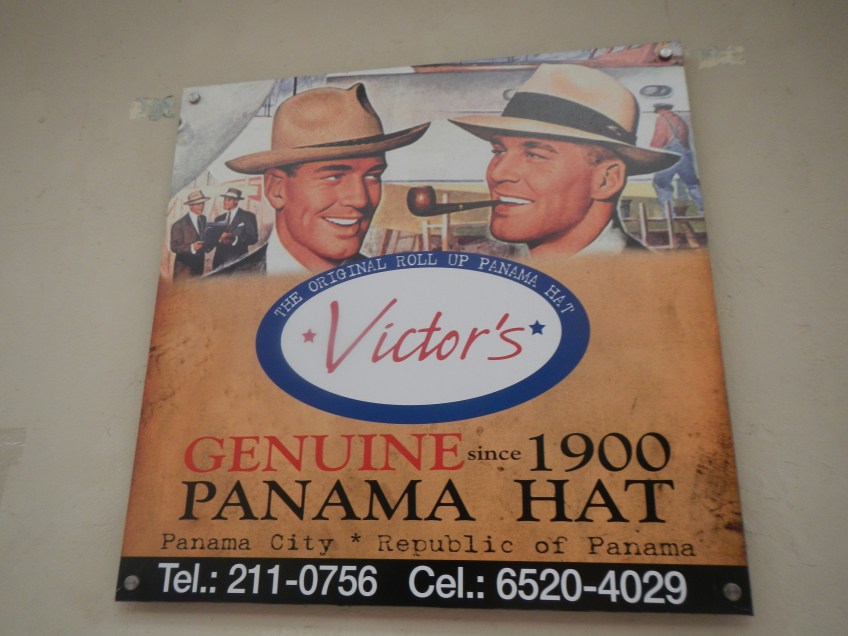 THE ORIGINAL ROLL UP PANAMA HAT
Victor's
GENUINE since 1900
PANAMA HAT
Panama City * Republic of Panama
Tel.: 211-0756 Cel.: 6520-4029